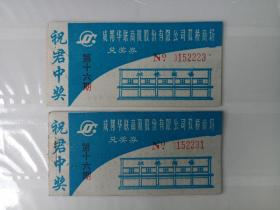 祝君中奖
成都华联商厦股份有限公司双桥商场
兑奖券
第十六期
№ 0152223
祝君中奖
成都华联商厦股份有限公司双桥商场
兑奖券
第十六期
№ 152231